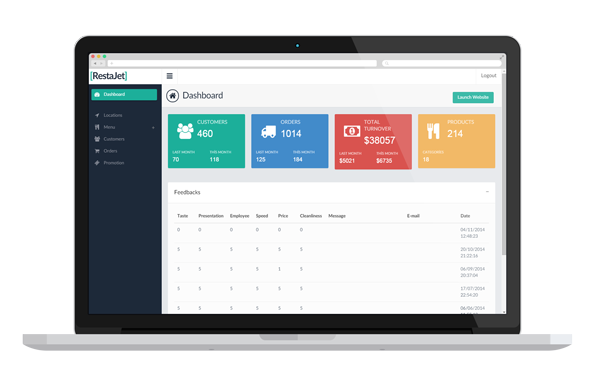 [RestaJet]
Logout
Dashboard
Locations
Menu
Customers
Orders
Promotion
Dashboard
Launch Website
CUSTOMERS
460
LAST MONTH THIS MONTH
70 118
ORDERS
1014
LAST MONTH THIS MONTH
125 184
TOTAL
TURNOVER
$38057
LAST MONTH THIS MONTH
$5021 $6735
PRODUCTS
214
CATEGORIES
18
Feedbacks
Taste Presentation Employee Speed Price Cleanliness Message E-mail Date
0 0 0 0 0 0 04/11/2014
12:48:23
5 5 5 5 5 5 20/10/2014
21:22:16
5 5 5 5 1 5 06/09/2014
20:37:04
5 5 5 5 5 5 17/07/2014
22:54:20
5 5 5 5 5 5 06/06/2014